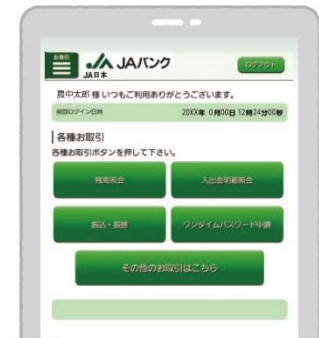 お取引
JAバンク
JA日本
ログアウト
農中太郎 様 いつもご利用ありがとうございます。
前回ログイン日時 20XX年 0月00日 12時24分00秒
各種お取引
各種お取引ボタンを押して下さい。
残高照会 入出金明細照会
振込・振替 ワンタイムパスワード申請
その他のお取引はこちら